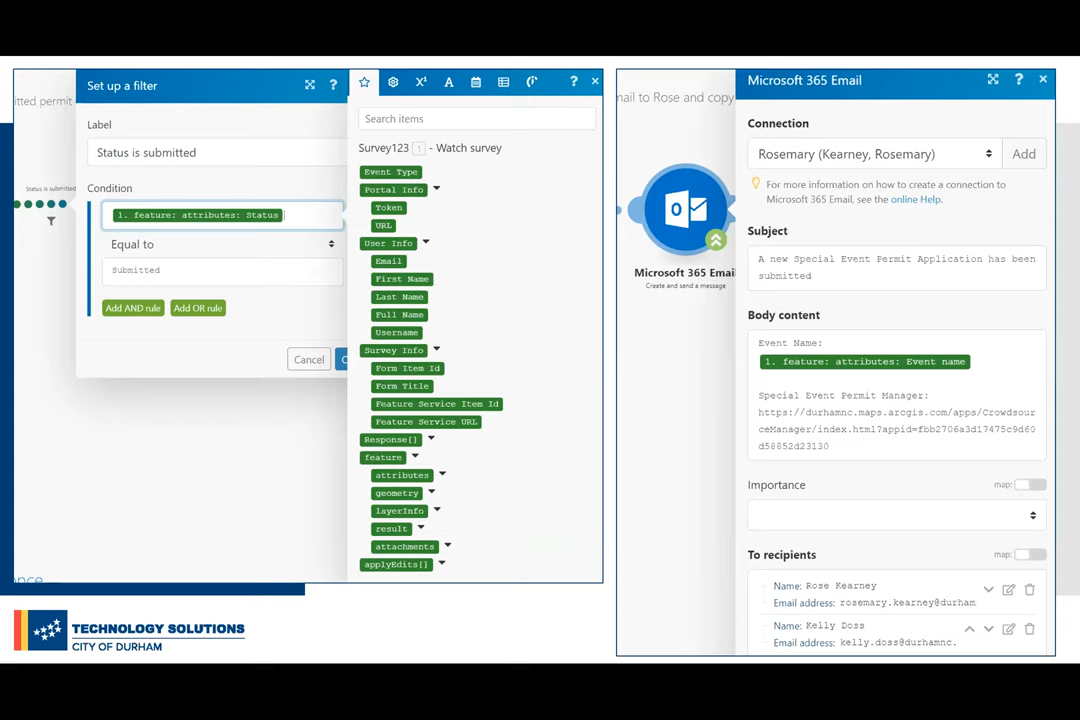 itted permit
Status is submitted
Set up a filter
?
Label
Status is submitted
Condition
1. feature: attributes: Status
Equal to
Submitted
Add AND rule
Add OR rule
Cancel
X¹
A
?
×
Search items
Survey123 1 - Watch survey
Event Type
Portal Info
Token
URL
User Info
Email
First Name
Last Name
Full Name
Username
Survey Info
Form Item Id
Form Title
Feature Service Item Id
Feature Service URL
Response[]
feature
attributes
geometry
layerInfo
result
attachments
applyEdits[]
nail to Rose and copy
Microsoft 365 Emai
Create and send a message
Microsoft 365 Email
?
×
Connection
Rosemary (Kearney, Rosemary)
Add
For more information on how to create a connection to
Microsoft 365 Email, see the online Help.
Subject
A new Special Event Permit Application has been
submitted
Body content
Event Name:
1. feature: attributes: Event name
Special Event Permit Manager:
https://durhamnc.maps.arcgis.com/apps/Crowdsour
ceManager/index.html?appid=fbb2706a3d17475c9d60
d58852d23130
Importance
map:
To recipients
map:
Name: Rose Kearney
Email address: rosemary.kearney@durham
Name: Kelly Doss
Email address: kelly.doss@durhamnc.
TECHNOLOGY SOLUTIONS
CITY OF DURHAM